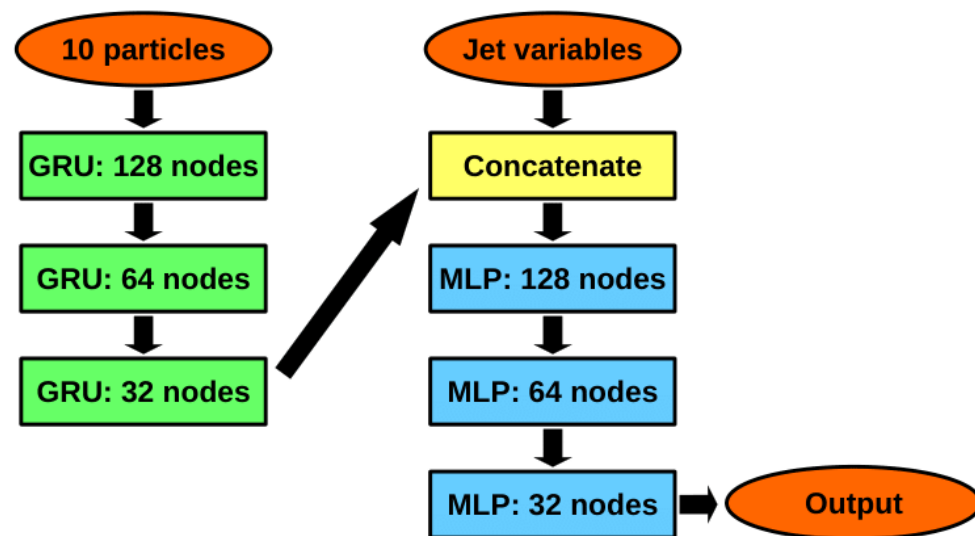 10 particles
GRU: 128 nodes
GRU: 64 nodes
GRU: 32 nodes
Jet variables
Concatenate
MLP: 128 nodes
MLP: 64 nodes
MLP: 32 nodes
Output